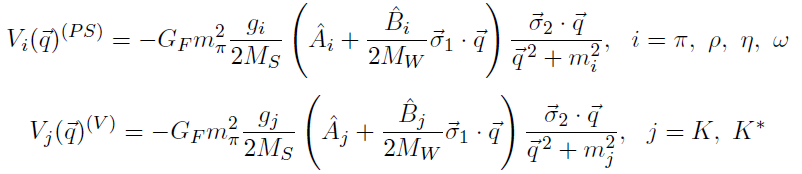 V_i(\vec{q})^{(PS)} = -G_F m_\pi^2 \frac{g_i}{2M_S} \left( \hat{A}_i + \frac{\hat{B}_i}{2M_W} \vec{\sigma}_1 \cdot \vec{q} \right) \frac{\vec{\sigma}_2 \cdot \vec{q}}{\vec{q}^2 + m_i^2}, i = \pi, \rho, \eta, \omega
V_j(\vec{q})^{(V)} = -G_F m_\pi^2 \frac{g_j}{2M_S} \left( \hat{A}_j + \frac{\hat{B}_j}{2M_W} \vec{\sigma}_1 \cdot \vec{q} \right) \frac{\vec{\sigma}_2 \cdot \vec{q}}{\vec{q}^2 + m_j^2}, j = K, K^*